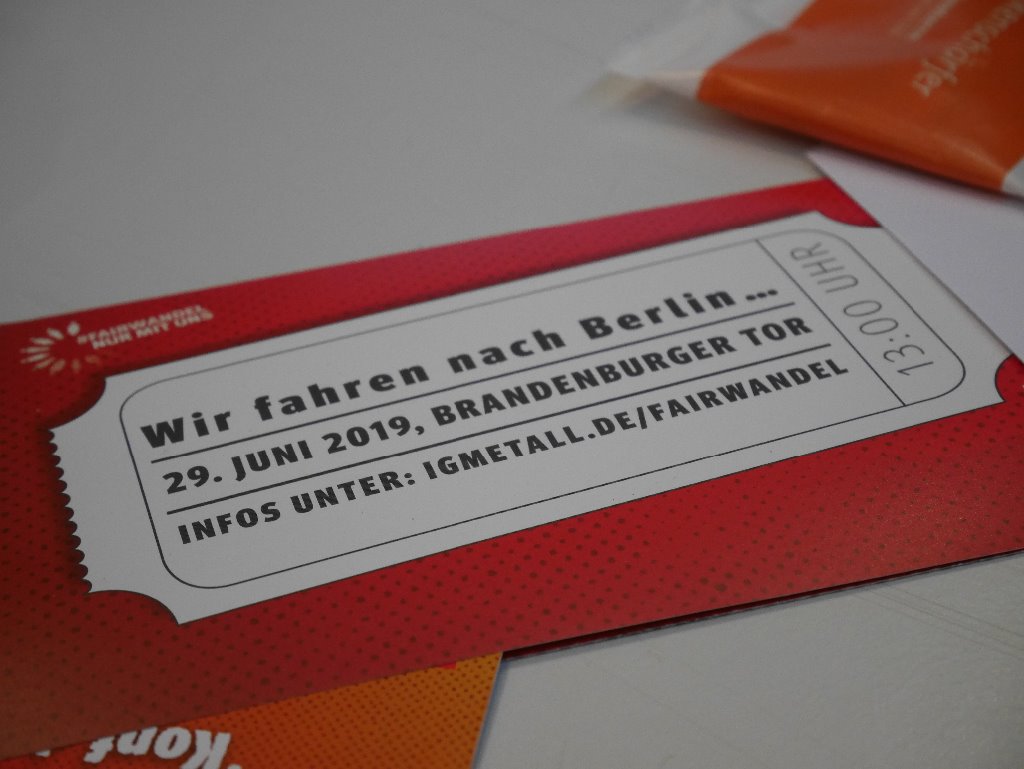 #FAIRWANDEL
NUR MIT UNS
Wir fahren nach Berlin ...
29. JUNI 2019, BRANDENBURGER TOR
INFOS UNTER: IGMETALL.DE/FAIRWANDEL
13:00 UHR